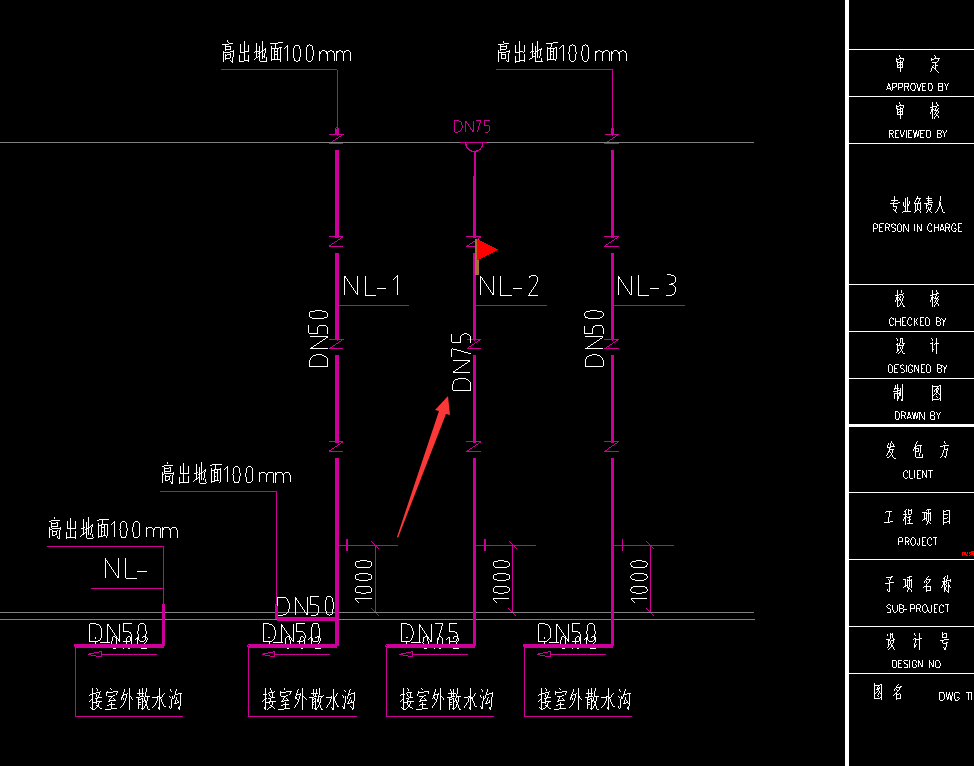 高出地面100mm
高出地面100mm
DN75
NL-1
NL-2
NL-3
DN50
DN75
DN50
高出地面100mm
高出地面100mm
NL-
1000
1000
1000
DN50
DN50
DN50
DN75
DN50
接室外散水沟
接室外散水沟
接室外散水沟
接室外散水沟
审 定
APPROVED BY
审 核
REVIEWED BY
专业负责人
PERSON IN CHARGE
校 核
CHECKED BY
设 计
DESIGNED BY
制 图
DRAWN BY
发 包 方
CLIENT
工 程 项 目
PROJECT
子 项 名 称
SUB-PROJECT
设 计 号
DESIGN NO
图 名
DWG TI